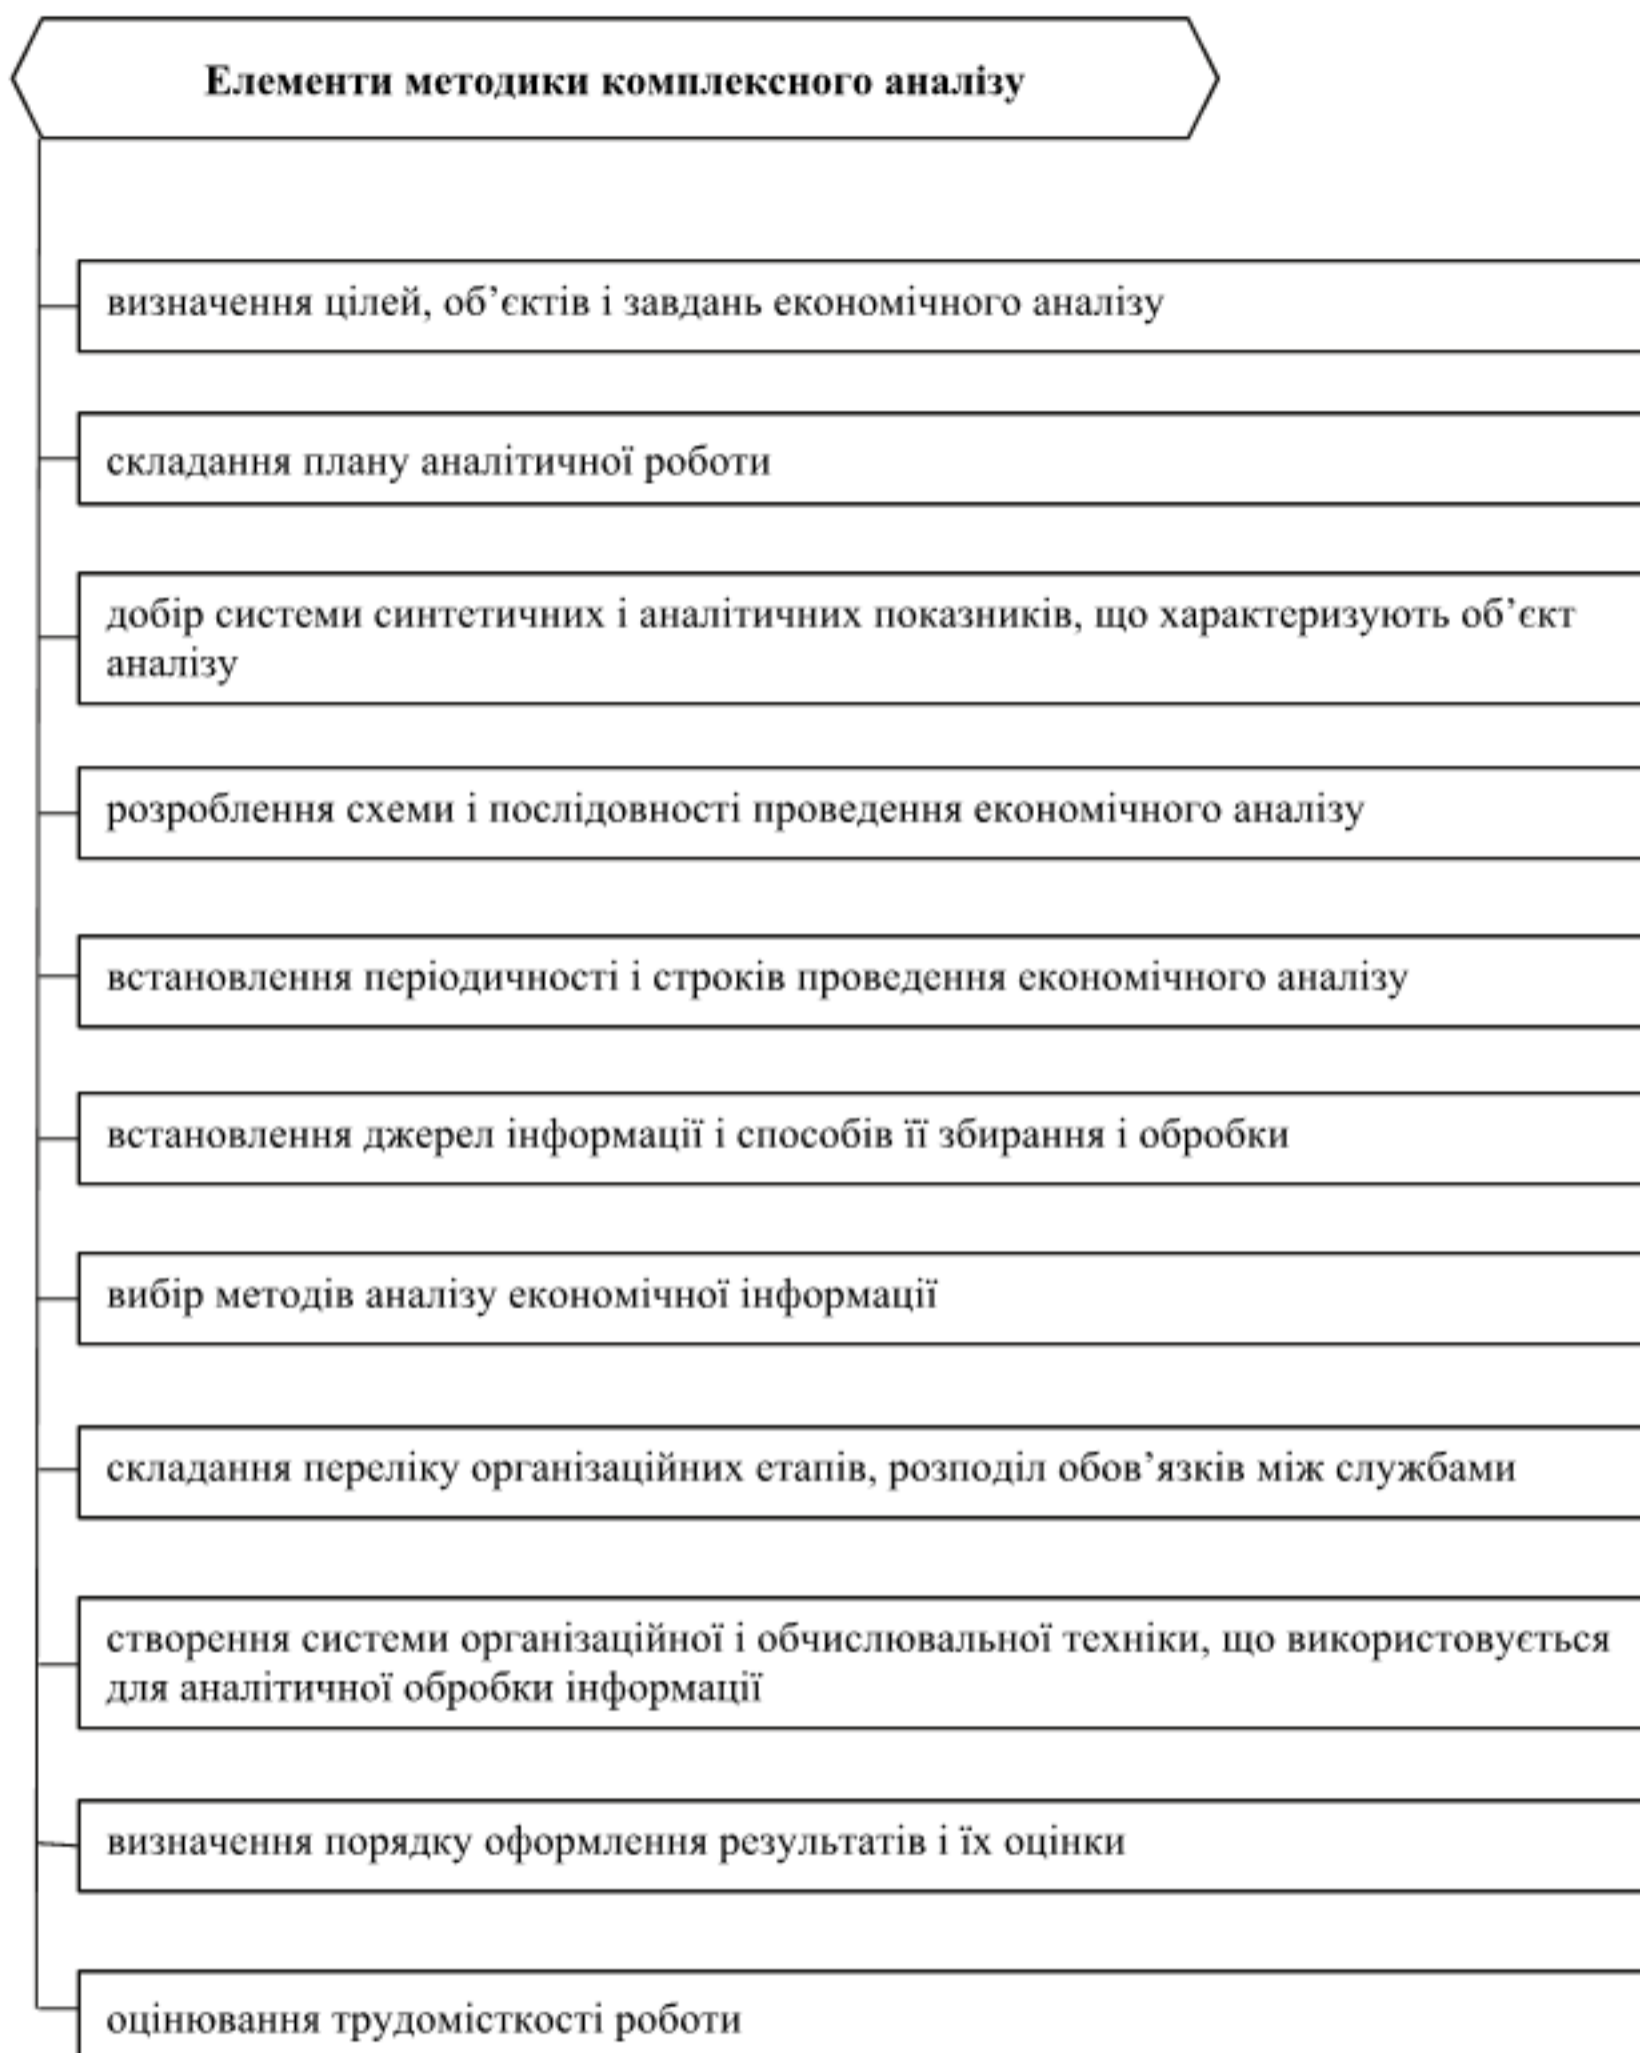 Елементи методики комплексного аналізу
визначення цілей, об’єктів і завдань економічного аналізу
складання плану аналітичної роботи
добір системи синтетичних і аналітичних показників, що характеризують об’єкт
аналізу
розроблення схеми і послідовності проведення економічного аналізу
встановлення періодичності і строків проведення економічного аналізу
встановлення джерел інформації і способів її збирання і обробки
вибір методів аналізу економічної інформації
складання переліку організаційних етапів, розподіл обов’язків між службами
створення системи організаційної і обчислювальної техніки, що використовується
для аналітичної обробки інформації
визначення порядку оформлення результатів і їх оцінки
оцінювання трудомісткості роботи